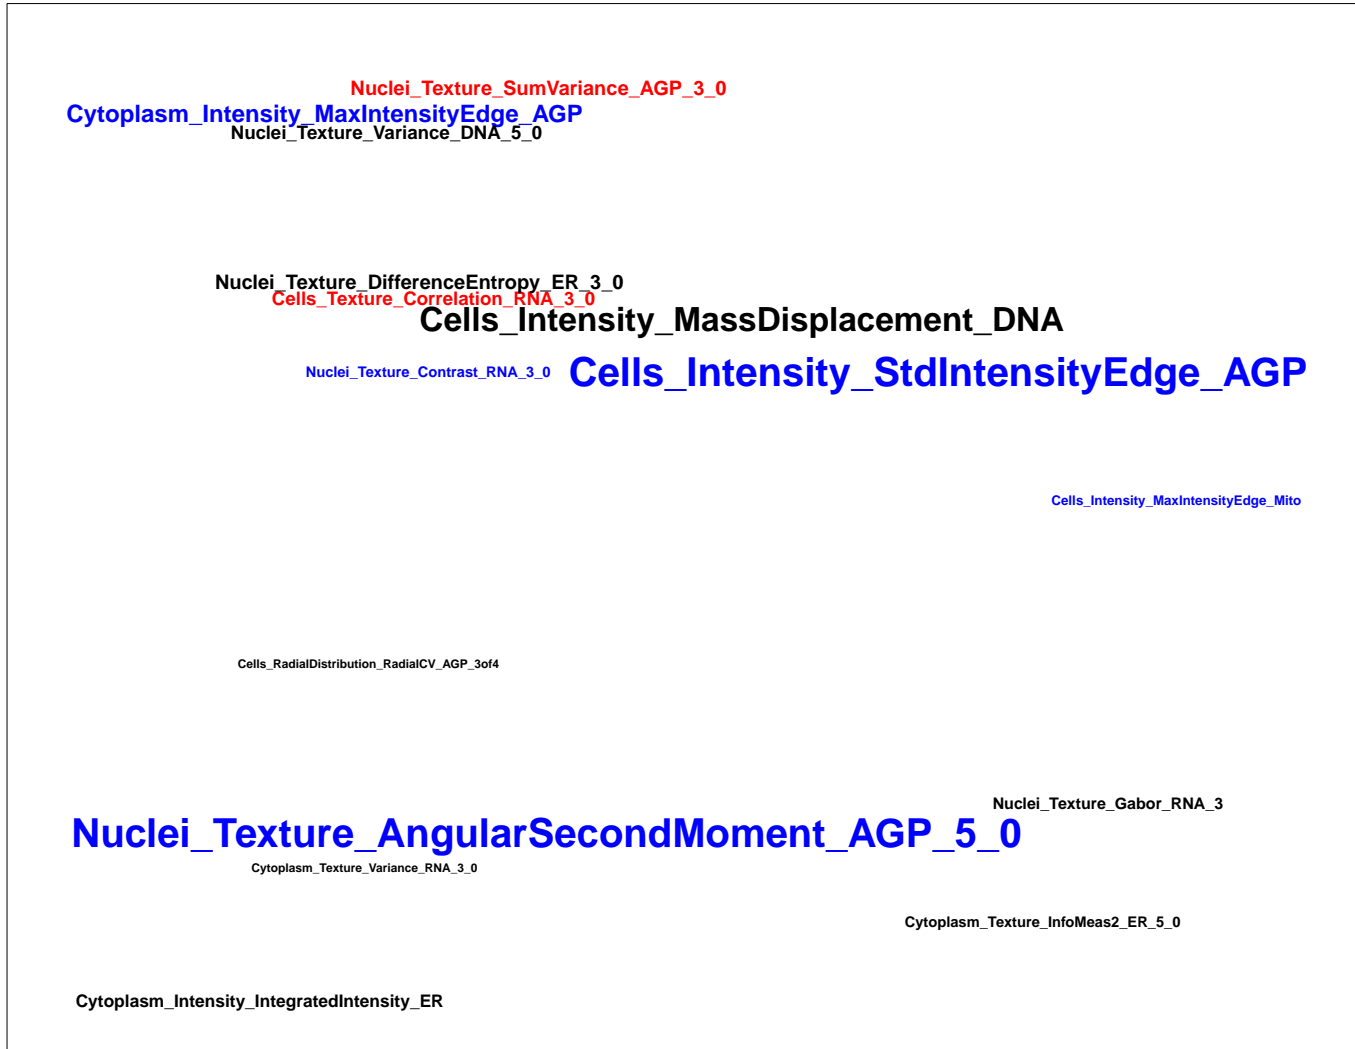 Nuclei_Texture_SumVariance_AGP_3_0
Cytoplasm_Intensity_MaxIntensityEdge_AGP
Nuclei_Texture_Variance_DNA_5_0
Nuclei_Texture_DifferenceEntropy_ER_3_0
Cells_Texture_Correlation_RNA_3_0
Cells_Intensity_MassDisplacement_DNA
Nuclei_Texture_Contrast_RNA_3_0
Cells_Intensity_StdIntensityEdge_AGP
Cells_Intensity_MaxIntensityEdge_Mito
Cells_RadialDistribution_RadialCV_AGP_3of4
Nuclei_Texture_Gabor_RNA_3
Nuclei_Texture_AngularSecondMoment_AGP_5_0
Cytoplasm_Texture_Variance_RNA_3_0
Cytoplasm_Texture_InfoMeas2_ER_5_0
Cytoplasm_Intensity_IntegratedIntensity_ER